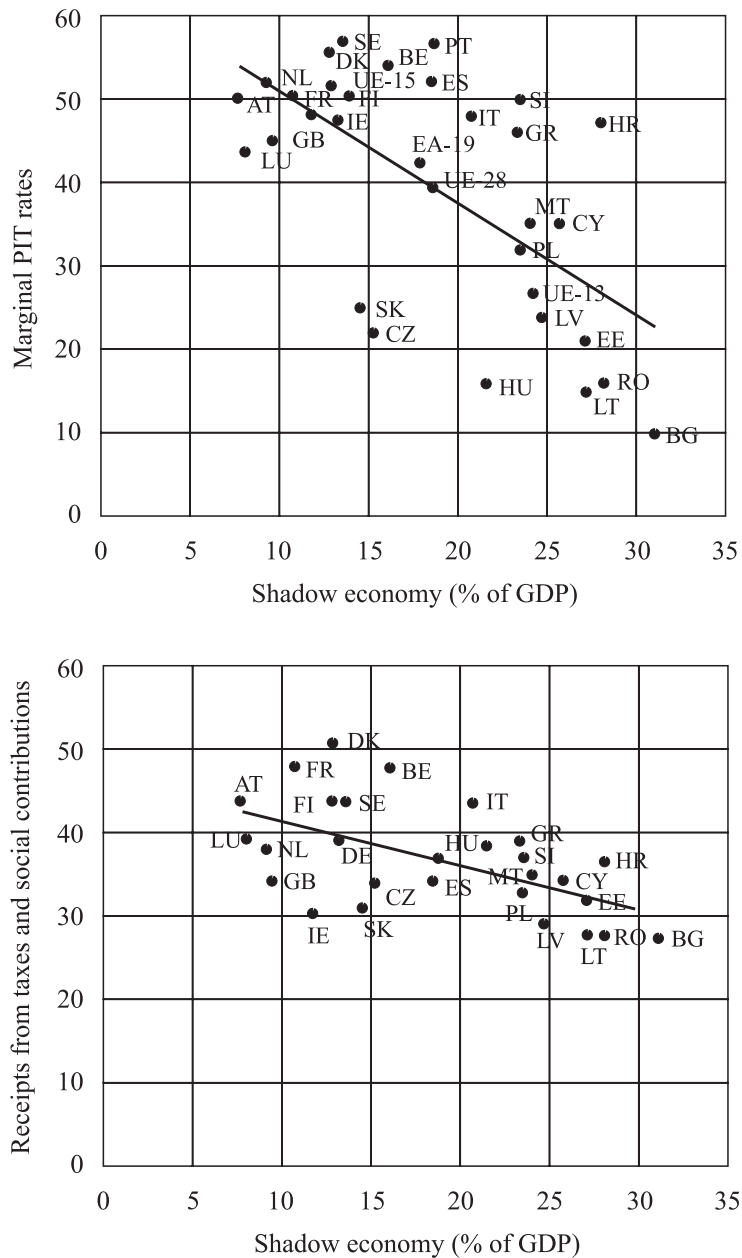 60
50
40
30
20
10
0
Marginal PIT rates
SE
PT
DK
BE
NL
UE-15
ES
AT
FR
FI
SI
GB
IE
IT
LU
GR
HR
EA-19
UE-28
MT
CY
PL
SK
UE-13
CZ
LV
EE
HU
RO
LT
BG
0 5 10 15 20 25 30 35
Shadow economy (% of GDP)
60
50
40
30
20
10
0
Receipts from taxes and social contributions
DK
FR
BE
AT
FI
SE
IT
LU
NL
DE
HU
GR
SI
HR
GB
CZ
ES
MT
CY
EE
IE
SK
PL
LV
LT
RO
BG
0 5 10 15 20 25 30 35
Shadow economy (% of GDP)